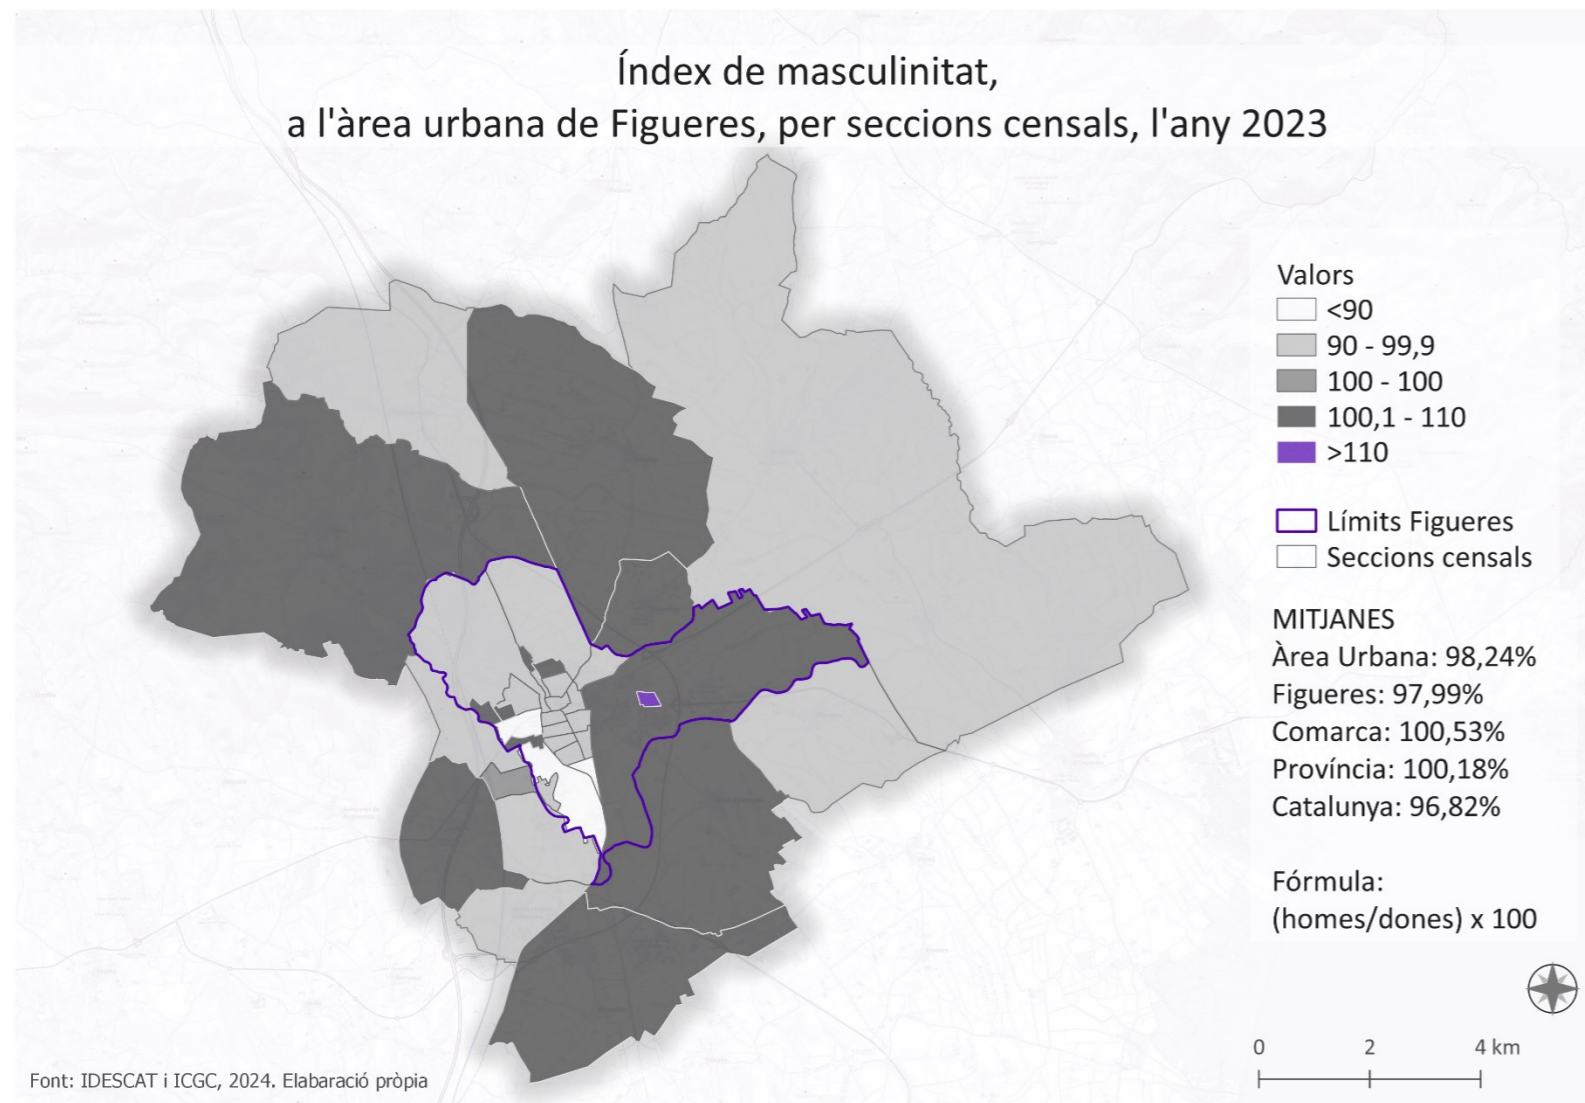 Índex de masculinitat,
a l'àrea urbana de Figueres, per seccions censals, l'any 2023
Valors
<90
90 - 99,9
100 - 100
100,1 - 110
>110
Límits Figueres
Seccions censals
MITJANES
Àrea Urbana: 98,24%
Figueres: 97,99%
Comarca: 100,53%
Província: 100,18%
Catalunya: 96,82%
Fórmula:
(homes/dones) x 100
0 2 4 km
Font: IDESCAT i ICGC, 2024. Elabaració pròpia